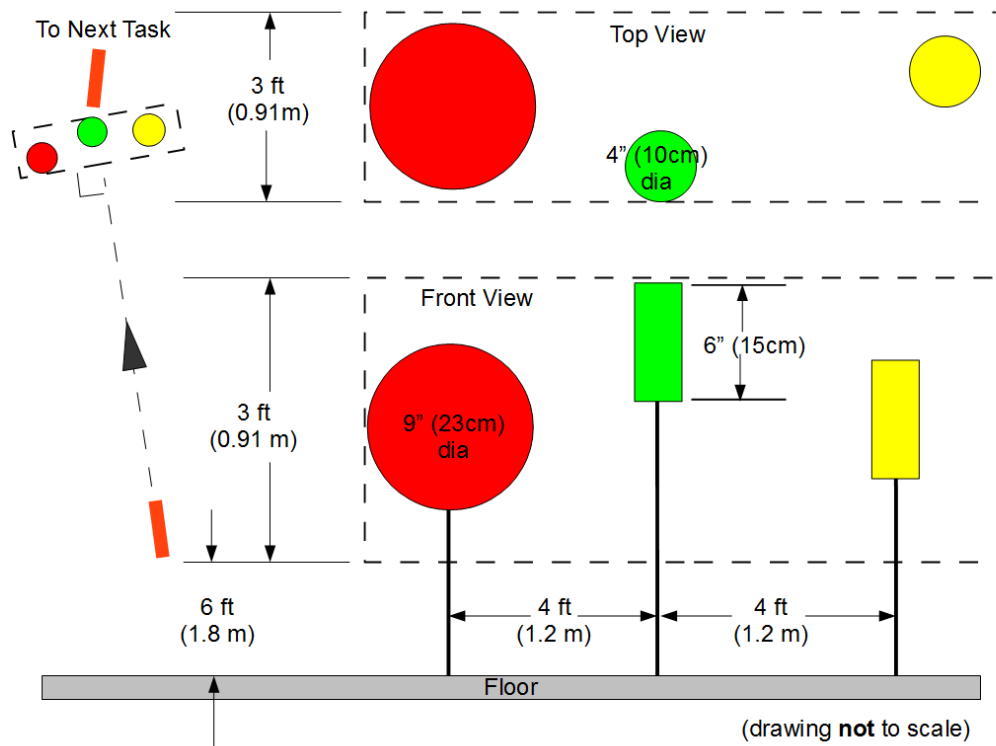 To Next Task
3 ft
(0.91m)
Top View
4” (10cm)
dia
Front View
6” (15cm)
9” (23cm)
dia
3 ft
(0.91 m)
6 ft
(1.8 m)
4 ft
(1.2 m)
4 ft
(1.2 m)
Floor
(drawing not to scale)